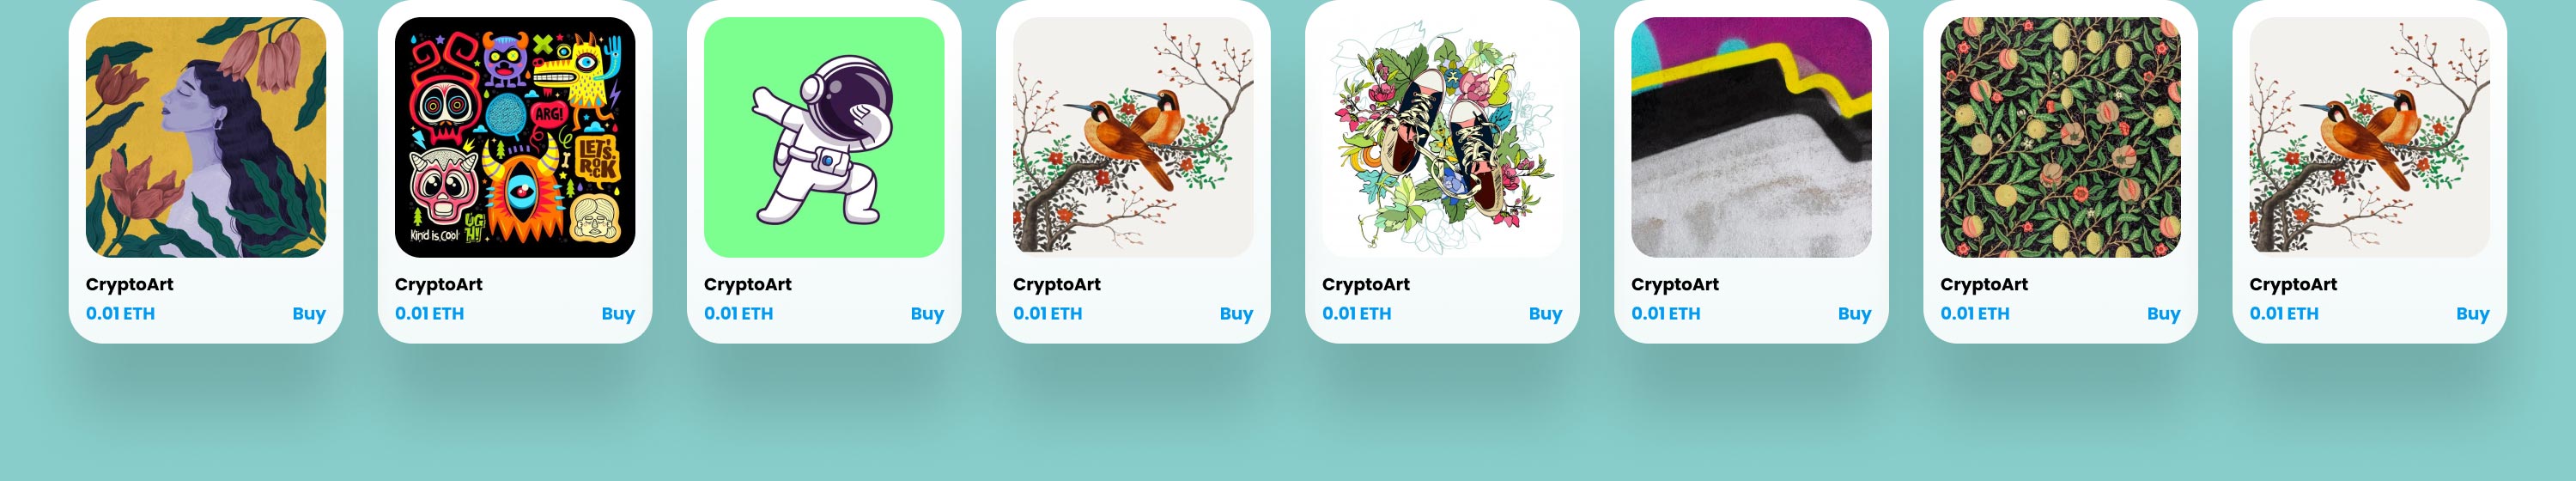 ARG!
LET'S
ROCK
Kind is Cool
UGH!
CryptoArt
0.01 ETH Buy
CryptoArt
0.01 ETH Buy
CryptoArt
0.01 ETH Buy
CryptoArt
0.01 ETH Buy
CryptoArt
0.01 ETH Buy
CryptoArt
0.01 ETH Buy
CryptoArt
0.01 ETH Buy
CryptoArt
0.01 ETH Buy